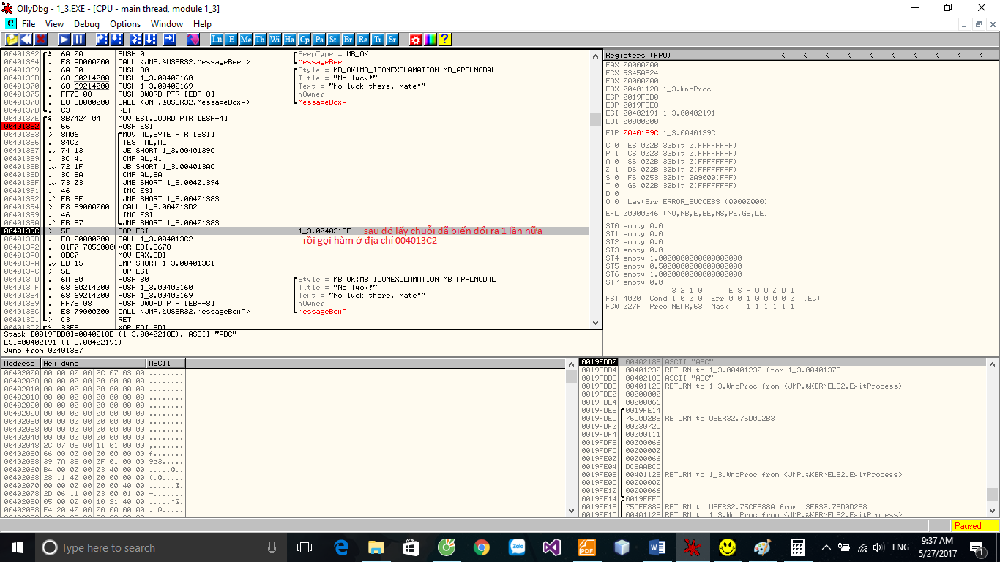 OllyDbg - 1_3.EXE - [CPU - main thread, module 1_3]
C File View Debug Options Window Help
Ln E Me Th Wi Ha Cp Pa St Br Re Tr Sr ?
00401362 $ 6A 00 PUSH 0 BeepType = MB_OK
00401364 . E8 AD000000 CALL <JMP.&USER32.MessageBeep> MessageBeep
00401369 . 6A 30 PUSH 30 Style = MB_OK|MB_ICONEXCLAMATION|MB_APPLMODAL
0040136B . 68 60214000 PUSH 1_3.00402160 Title = "No luck!"
00401370 . 68 69214000 PUSH 1_3.00402169 Text = "No luck there, mate!"
00401375 . FF75 08 PUSH DWORD PTR [EBP+8] hOwner
00401378 . E8 BD000000 CALL <JMP.&USER32.MessageBoxA> MessageBoxA
0040137D . C3 RET
0040137E $ 8B7424 04 MOV ESI,DWORD PTR [ESP+4]
00401382 . 56 PUSH ESI
00401383 > 8A06 MOV AL,BYTE PTR [ESI]
00401385 . 84C0 TEST AL,AL
00401387 .v 74 13 JE SHORT 1_3.0040139C
00401389 . 3C 41 CMP AL,41
0040138B .v 72 1F JB SHORT 1_3.004013AC
0040138D . 3C 5A CMP AL,5A
0040138F .v 73 03 JNB SHORT 1_3.00401394
00401391 . 46 INC ESI
00401392 .^ EB EF JMP SHORT 1_3.00401383
00401394 > E8 39000000 CALL 1_3.004013D2
00401399 . 46 INC ESI
0040139A .^ EB E7 JMP SHORT 1_3.00401383
0040139C > 5E POP ESI 1_3.0040218E sau đó lấy chuỗi đã biến đổi ra 1 lần nữa
rồi gọi hàm ở địa chỉ 004013C2
0040139D . E8 20000000 CALL 1_3.004013C2
004013A2 . 81F7 78560000 XOR EDI,5678
004013A8 . 8BC7 MOV EAX,EDI
004013AA .v EB 15 JMP SHORT 1_3.004013C1
004013AC > 5E POP ESI
004013AD . 6A 30 PUSH 30 Style = MB_OK|MB_ICONEXCLAMATION|MB_APPLMODAL
004013AF . 68 60214000 PUSH 1_3.00402160 Title = "No luck!"
004013B4 . 68 69214000 PUSH 1_3.00402169 Text = "No luck there, mate!"
004013B9 . FF75 08 PUSH DWORD PTR [EBP+8] hOwner
004013BC . E8 79000000 CALL <JMP.&USER32.MessageBoxA> MessageBoxA
004013C1 > C3 RET
004013C2 $ 33FF XOR EDI,EDI
Stack [0019FDD0]=0040218E (1_3.0040218E), ASCII "ABC"
ESI=00402191 (1_3.00402191)
Jump from 00401387
Registers (FPU) < < < < < < < < < <
EAX 00000000
ECX 9345AB24
EDX 00000000
EBX 00401128 1_3.WndProc
ESP 0019FDD0
EBP 0019FDE8
ESI 00402191 1_3.00402191
EDI 00000000
EIP 0040139C 1_3.0040139C
C 0 ES 002B 32bit 0(FFFFFFFF)
P 1 CS 0023 32bit 0(FFFFFFFF)
A 0 SS 002B 32bit 0(FFFFFFFF)
Z 1 DS 002B 32bit 0(FFFFFFFF)
S 0 FS 0053 32bit 2A9000(FFF)
T 0 GS 002B 32bit 0(FFFFFFFF)
D 0
O 0 LastErr ERROR_SUCCESS (00000000)
EFL 00000246 (NO,NB,E,BE,NS,PE,GE,LE)
ST0 empty 0.0
ST1 empty 0.0
ST2 empty 0.0
ST3 empty 0.0
ST4 empty 1.0000000000000000000
ST5 empty 0.5000000000000000000
ST6 empty 1.0000000000000000000
ST7 empty 0.0
3 2 1 0 E S P U O Z D I
FST 4020 Cond 1 0 0 0 Err 0 0 1 0 0 0 0 0 (EQ)
FCW 027F Prec NEAR,53 Mask 1 1 1 1 1 1
Address Hex dump ASCII
00402000 00 00 00 00 2C 07 03 00 ....,...
00402008 00 00 00 00 00 00 00 00 ........
00402010 00 00 00 00 00 00 00 00 ........
00402018 00 00 00 00 00 00 00 00 ........
00402020 00 00 00 00 00 00 00 00 ........
00402028 00 00 00 00 00 00 00 00 ........
00402030 00 00 00 00 00 00 00 00 ........
00402038 00 00 00 00 00 00 00 00 ........
00402040 00 00 00 00 00 00 00 00 ........
00402048 2C 07 03 00 11 01 00 00 ,.......
00402050 66 00 00 00 00 00 00 00 f.......
00402058 39 7A 33 00 0F 01 00 00 9z3.....
00402060 B4 00 00 00 03 40 00 00 .....@..
00402068 28 11 40 00 00 00 00 00 (.@.....
00402070 00 00 00 00 00 00 40 00 ......@.
00402078 2D 06 11 00 03 00 01 00 -.......
00402080 05 00 00 00 10 21 40 00 .....!@.
00402088 F4 20 40 00 00 00 00 00 . @.....
0019FDD0 0040218E ASCII "ABC"
0019FDD4 00401232 RETURN to 1_3.00401232 from 1_3.0040137E
0019FDD8 0040218E ASCII "ABC"
0019FDDC 00401128 RETURN to 1_3.WndProc from <JMP.&KERNEL32.ExitProcess>
0019FDE0 00000000
0019FDE4 00000066
0019FDE8 0019FE14
0019FDEC 75D0D2B3 RETURN to USER32.75D0D2B3
0019FDF0 0003072C
0019FDF4 00000111
0019FDF8 00000066
0019FDFC 00000000
0019FE00 00000066
0019FE04 DCBAABCD
0019FE08 00401128 RETURN to 1_3.WndProc from <JMP.&KERNEL32.ExitProcess>
0019FE0C 00000000
0019FE10 00000066
0019FE14 0019FEFC
0019FE18 75CEE88A RETURN to USER32.75CEE88A from USER32.75D0D288
0019FE1C 00401128 RETURN to 1_3.WndProc from <JMP.&KERNEL32.ExitProcess>
Paused
Type here to search
Zalo
PDF
ENG
9:37 AM
5/27/2017
1